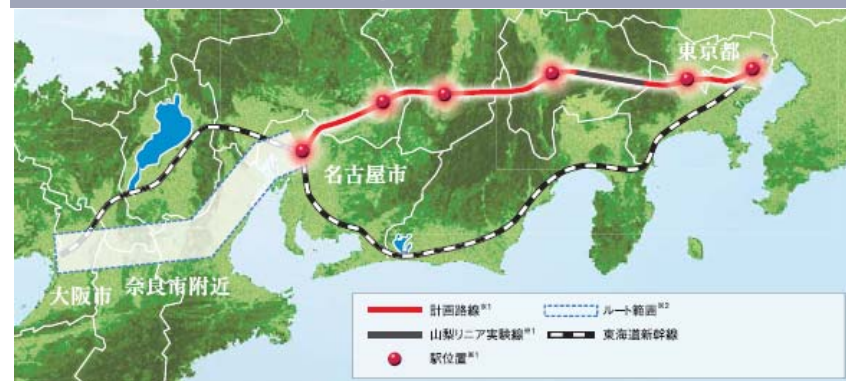 東京都
名古屋市
大阪市
奈良市附近
計画路線※1
ルート範囲※2
山梨リニア実験線※1
東海道新幹線
駅位置※1